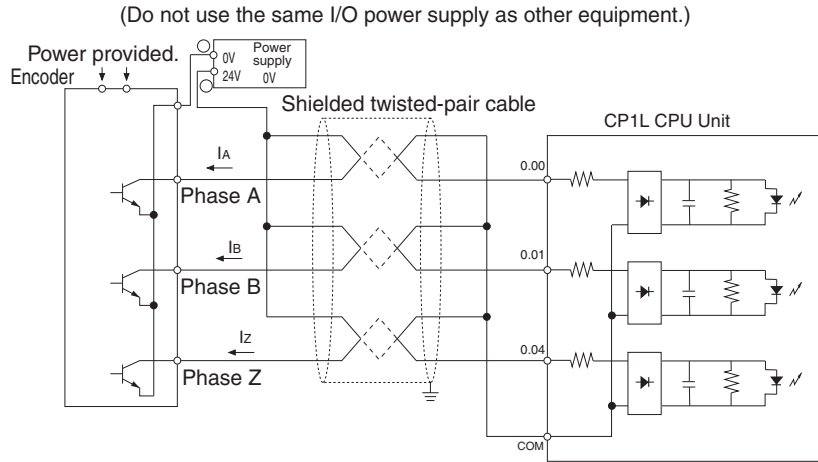 (Do not use the same I/O power supply as other equipment.)
Power provided.
Encoder
0V
Power
supply
24V
0V
Shielded twisted-pair cable
CP1L CPU Unit
IA
Phase A
0.00
IB
Phase B
0.01
IZ
Phase Z
0.04
COM